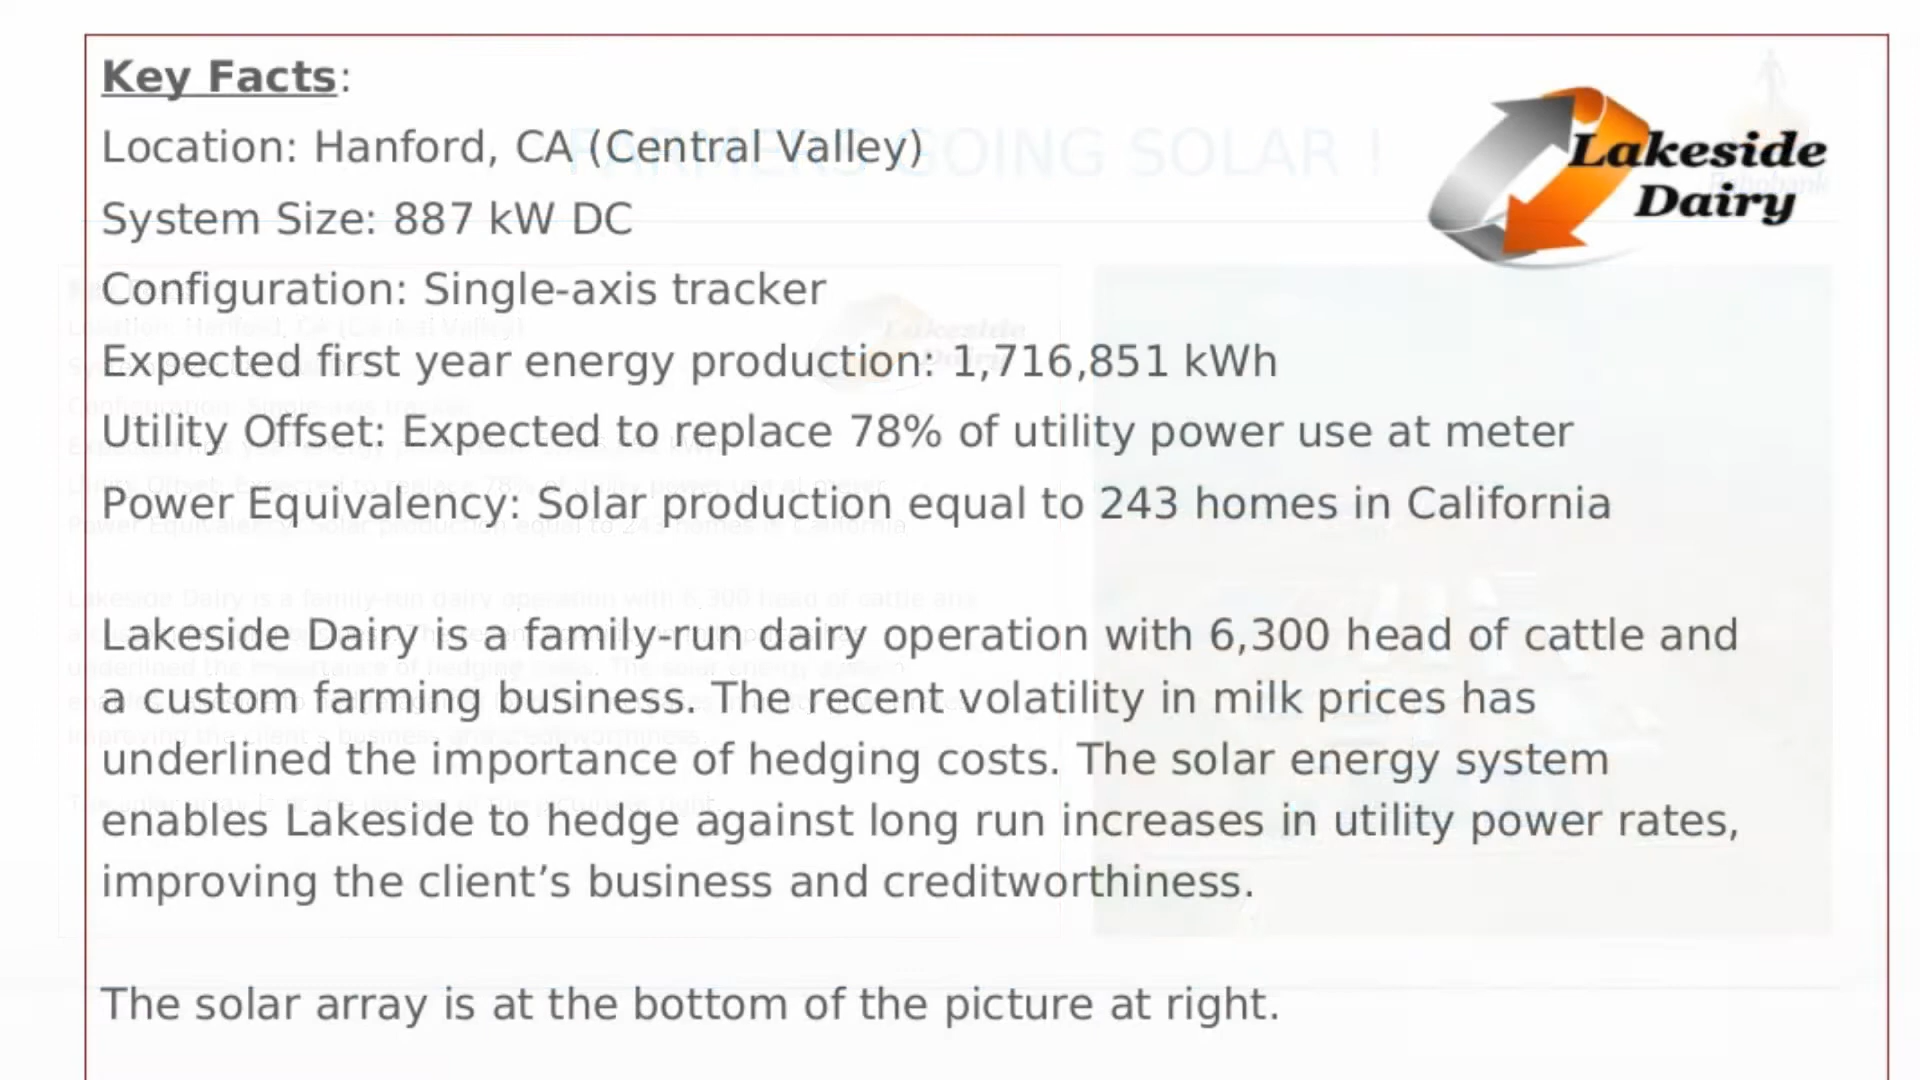 Key Facts:
Location: Hanford, CA (Central Valley)
FARMERS GOING SOLAR !
System Size: 887 kW DC
Configuration: Single-axis tracker
Expected first year energy production: 1,716,851 kWh
Utility Offset: Expected to replace 78% of utility power use at meter
Power Equivalency: Solar production equal to 243 homes in California
Lakeside Dairy is a family-run dairy operation with 6,300 head of cattle and
a custom farming business. The recent volatility in milk prices has
underlined the importance of hedging costs. The solar energy system
enables Lakeside to hedge against long run increases in utility power rates,
improving the client’s business and creditworthiness.
The solar array is at the bottom of the picture at right.
Lakeside
Dairy
Rabobank